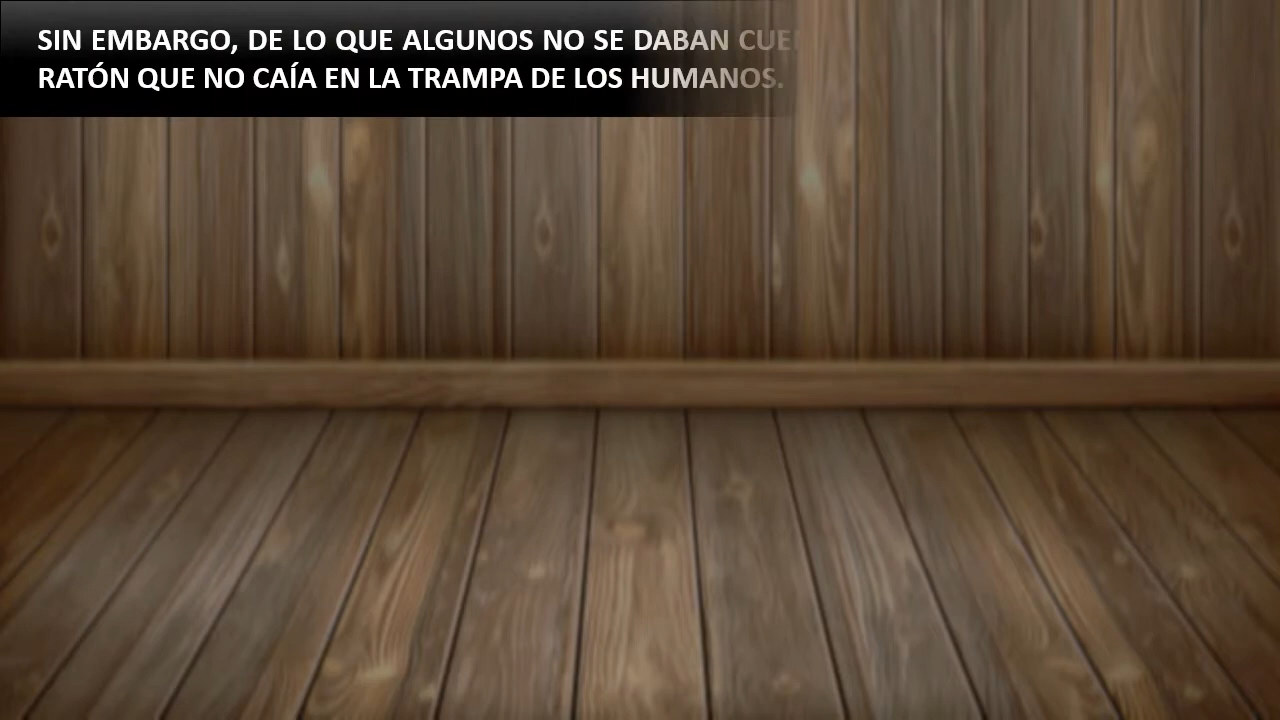 SIN EMBARGO, DE LO QUE ALGUNOS NO SE DABAN
RATÓN QUE NO CAÍA EN LA TRAMPA DE LOS HUMANOS.